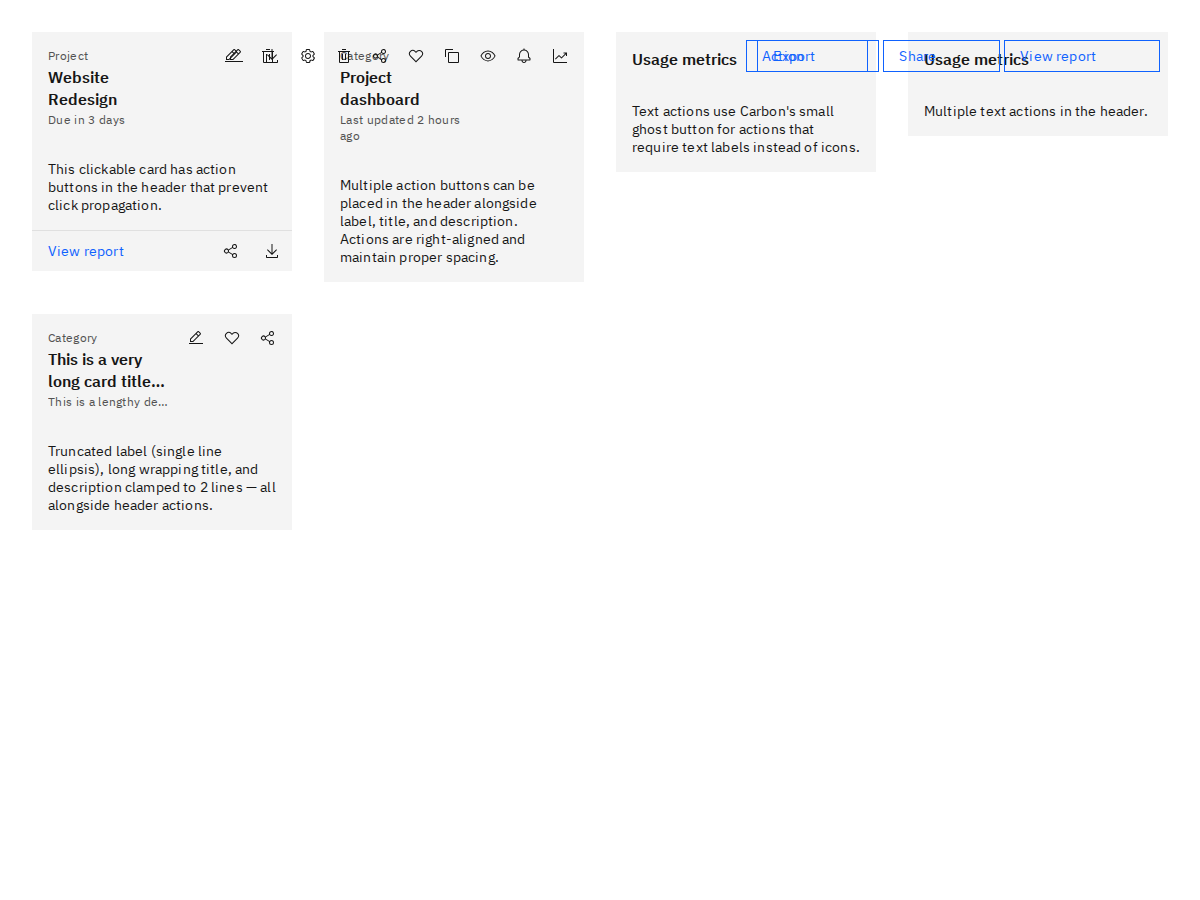 Project
Website
Redesign
Due in 3 days
This clickable card has action
buttons in the header that prevent
click propagation.
View report
Category
Project
dashboard
Last updated 2 hours
ago
Multiple action buttons can be
placed in the header alongside
label, title, and description.
Actions are right-aligned and
maintain proper spacing.
Usage metrics
Action
Text actions use Carbon's small
ghost button for actions that
require text labels instead of icons.
Usage metrics
Export
Share
View report
Multiple text actions in the header.
Category
This is a very
long card title...
This is a lengthy de...
Truncated label (single line
ellipsis), long wrapping title, and
description clamped to 2 lines — all
alongside header actions.